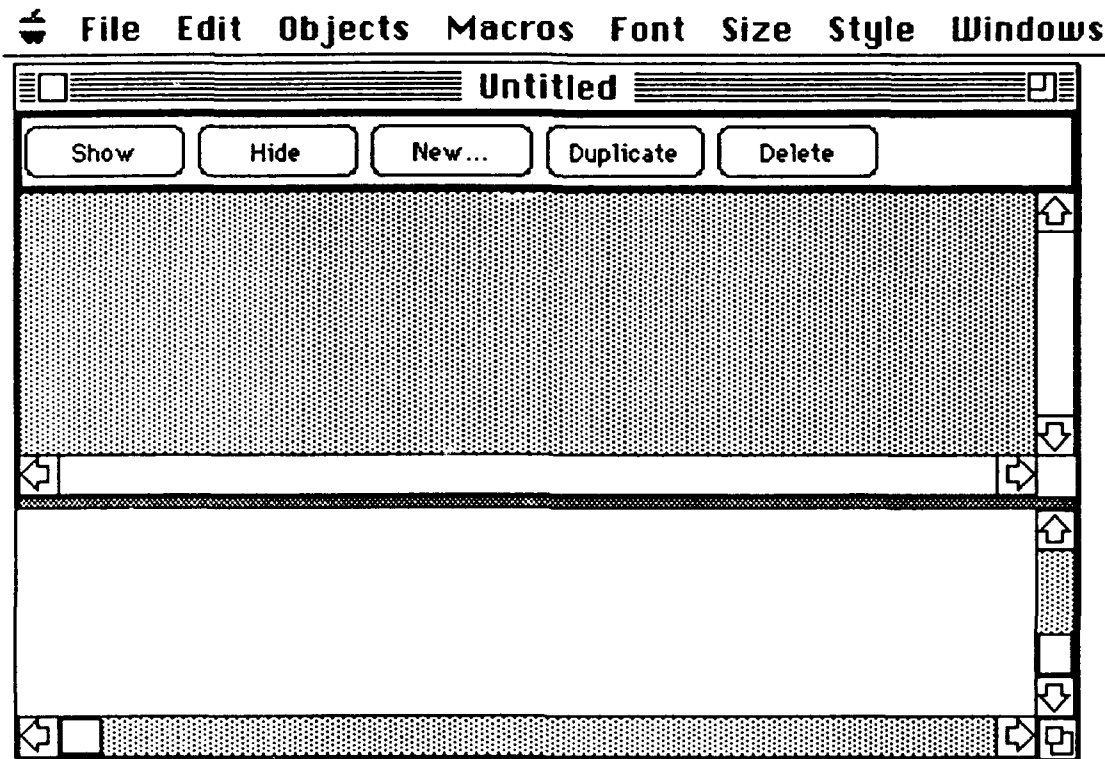 File Edit Objects Macros Font Size Style Windows
Untitled
Show Hide New... Duplicate Delete